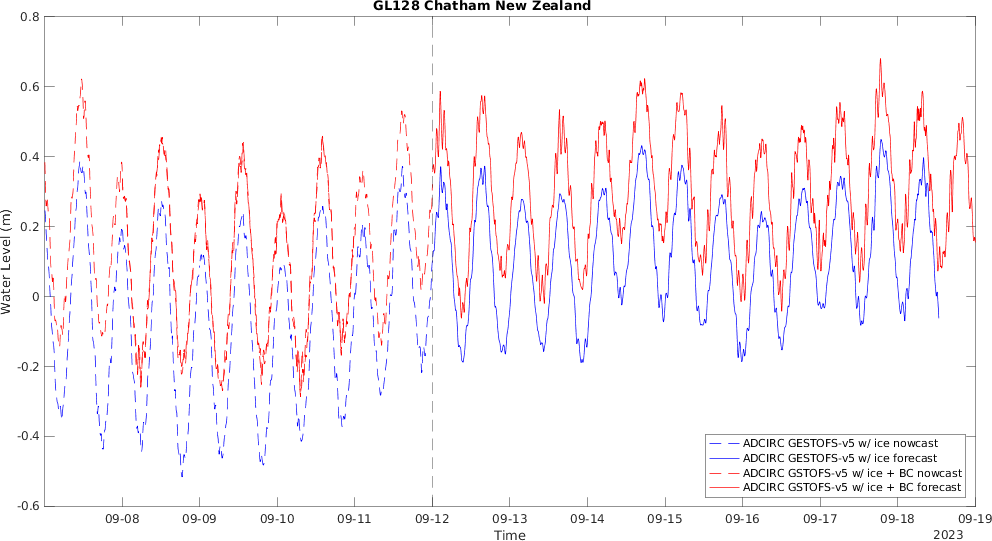 GL128 Chatham New Zealand
0.8
0.6
0.4
0.2
0
-0.2
-0.4
-0.6
Water Level (m)
ADCIRC GESTOFS-v5 w/ ice nowcast
ADCIRC GESTOFS-v5 w/ ice forecast
ADCIRC GSTOFS-v5 w/ ice + BC nowcast
ADCIRC GSTOFS-v5 w/ ice + BC forecast
09-08 09-09 09-10 09-11 09-12 09-13 09-14 09-15 09-16 09-17 09-18 09-19
Time
2023